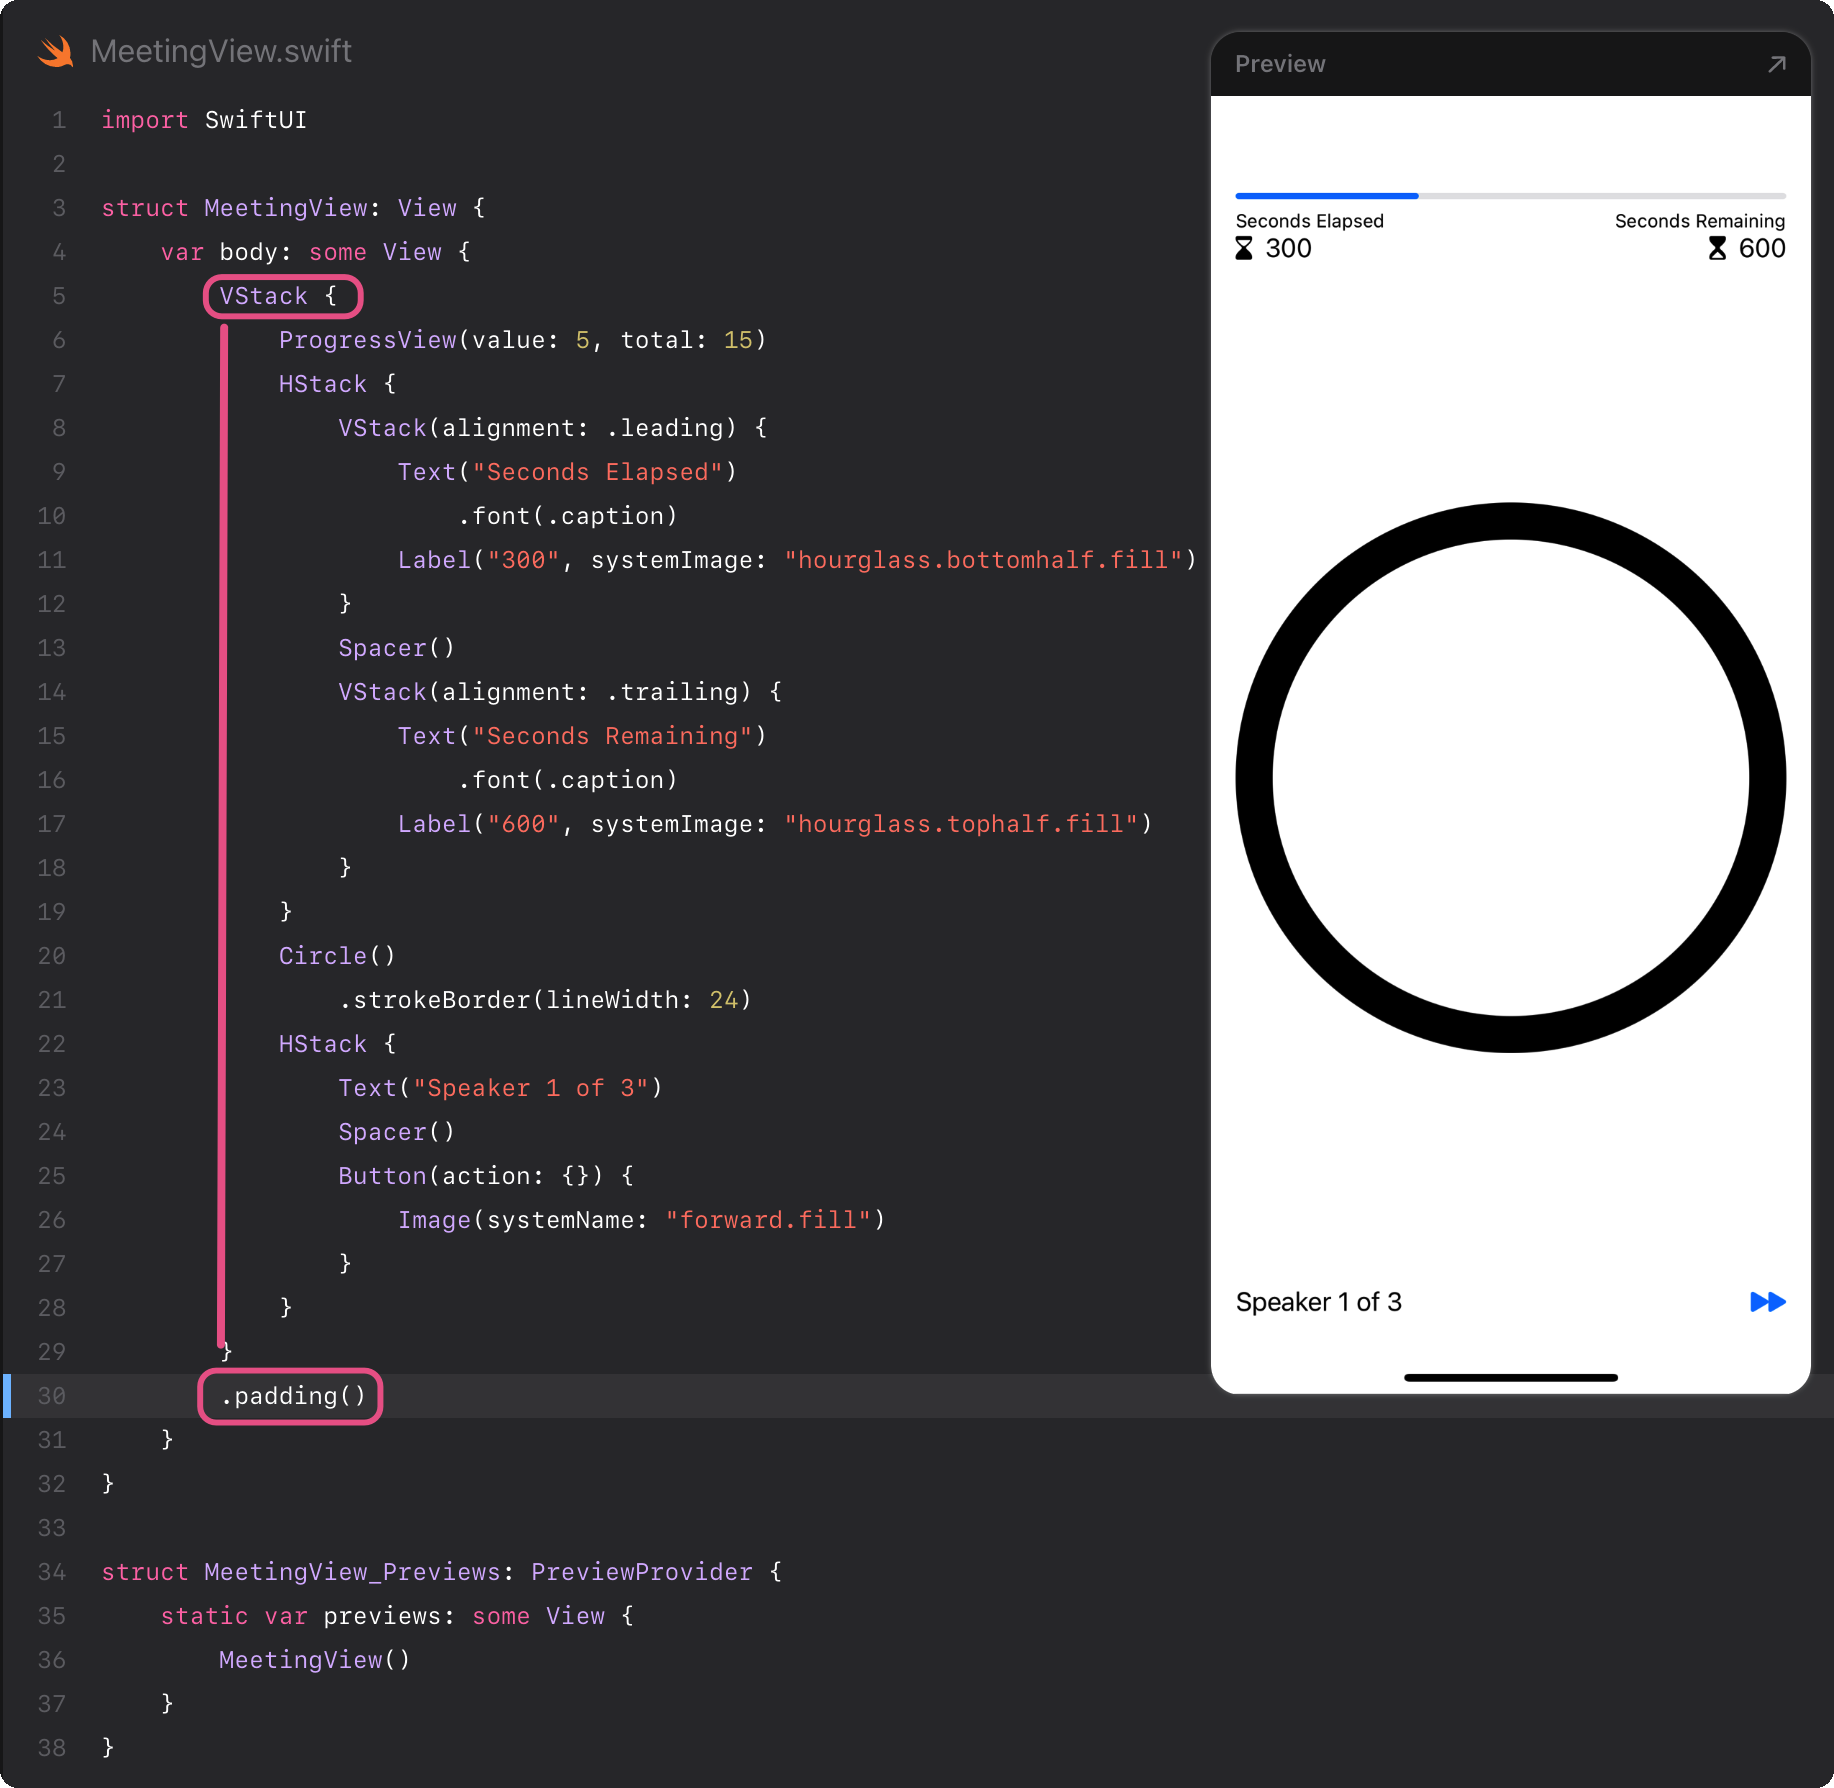 MeetingView.swift
1 import SwiftUI
2
3 struct MeetingView: View {
4     var body: some View {
5         VStack {
6             ProgressView(value: 5, total: 15)
7             HStack {
8                 VStack(alignment: .leading) {
9                     Text("Seconds Elapsed")
10                         .font(.caption)
11                     Label("300", systemImage: "hourglass.bottomhalf.fill")
12                 }
13                 Spacer()
14                 VStack(alignment: .trailing) {
15                     Text("Seconds Remaining")
16                         .font(.caption)
17                     Label("600", systemImage: "hourglass.tophalf.fill")
18                 }
19             }
20             Circle()
21                 .strokeBorder(lineWidth: 24)
22             HStack {
23                 Text("Speaker 1 of 3")
24                 Spacer()
25                 Button(action: {}) {
26                     Image(systemName: "forward.fill")
27                 }
28             }
29         }
30         .padding()
31     }
32 }
33
34 struct MeetingView_Previews: PreviewProvider {
35     static var previews: some View {
36         MeetingView()
37     }
38 }
Preview
Seconds Elapsed Seconds Remaining
300 600
Speaker 1 of 3